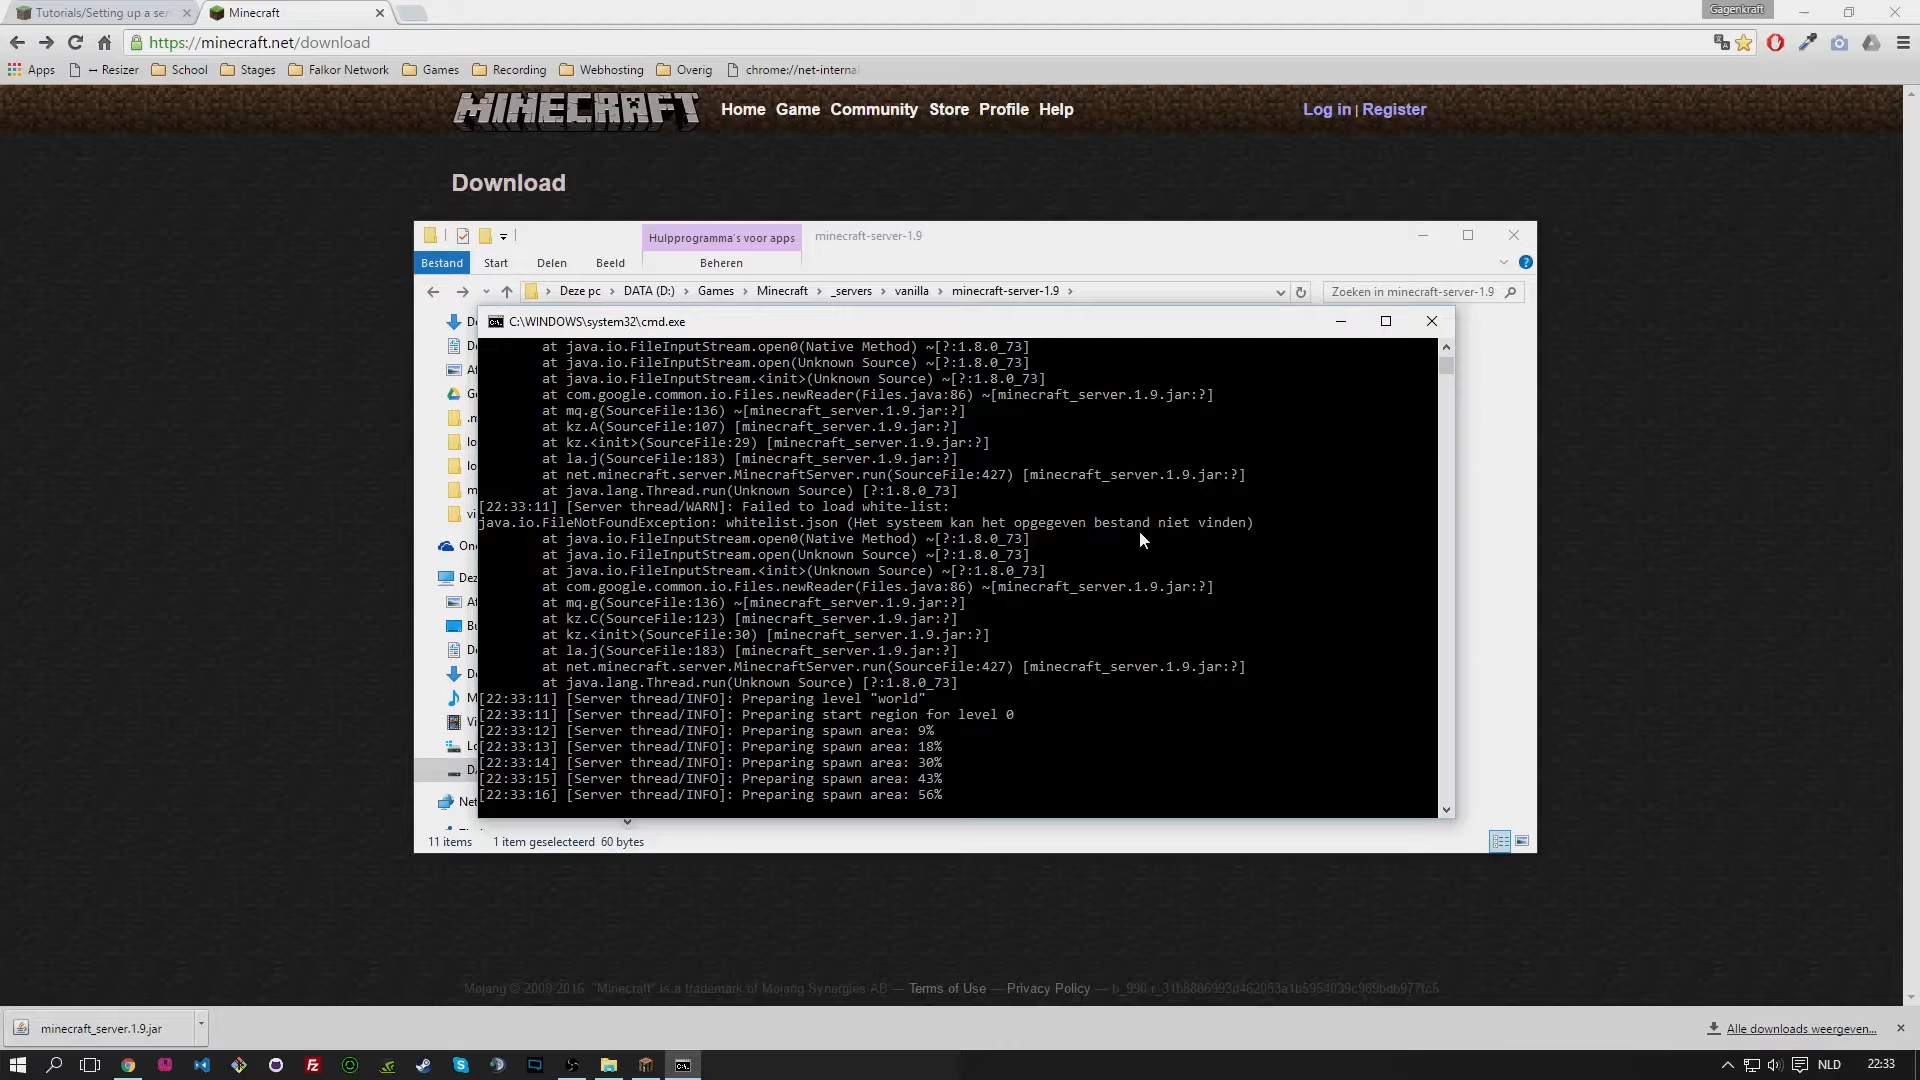 Tutorials/Setting up a ser
Minecraft
Gagenkraft
https://minecraft.net/download
Apps
Resizer
School
Stages
Falkor Network
Games
Recording
Webhosting
Overig
chrome://net-interna
MINECRAFT
Home Game Community Store Profile Help
Log in | Register
Download
Hulpprogramma's voor apps
minecraft-server-1.9
Bestand
Start
Delen
Beeld
Beheren
Deze pc > DATA (D:) > Games > Minecraft > _servers > vanilla > minecraft-server-1.9 >
Zoeken in minecraft-server-1.9
C:\WINDOWS\system32\cmd.exe
at java.io.FileInputStream.open0(Native Method) ~[?:1.8.0_73]
at java.io.FileInputStream.open(Unknown Source) ~[?:1.8.0_73]
at java.io.FileInputStream.<init>(Unknown Source) ~[?:1.8.0_73]
at com.google.common.io.Files.newReader(Files.java:86) ~[minecraft_server.1.9.jar:?]
at mq.g(SourceFile:136) ~[minecraft_server.1.9.jar:?]
at kz.A(SourceFile:107) [minecraft_server.1.9.jar:?]
at kz.<init>(SourceFile:29) [minecraft_server.1.9.jar:?]
at la.j(SourceFile:183) [minecraft_server.1.9.jar:?]
at net.minecraft.server.MinecraftServer.run(SourceFile:427) [minecraft_server.1.9.jar:?]
at java.lang.Thread.run(Unknown Source) [?:1.8.0_73]
[22:33:11] [Server thread/WARN]: Failed to load white-list:
java.io.FileNotFoundException: whitelist.json (Het systeem kan het opgegeven bestand niet vinden)
at java.io.FileInputStream.open0(Native Method) ~[?:1.8.0_73]
at java.io.FileInputStream.open(Unknown Source) ~[?:1.8.0_73]
at java.io.FileInputStream.<init>(Unknown Source) ~[?:1.8.0_73]
at com.google.common.io.Files.newReader(Files.java:86) ~[minecraft_server.1.9.jar:?]
at mq.g(SourceFile:136) ~[minecraft_server.1.9.jar:?]
at kz.C(SourceFile:123) [minecraft_server.1.9.jar:?]
at kz.<init>(SourceFile:30) [minecraft_server.1.9.jar:?]
at la.j(SourceFile:183) [minecraft_server.1.9.jar:?]
at net.minecraft.server.MinecraftServer.run(SourceFile:427) [minecraft_server.1.9.jar:?]
at java.lang.Thread.run(Unknown Source) [?:1.8.0_73]
[22:33:11] [Server thread/INFO]: Preparing level "world"
[22:33:11] [Server thread/INFO]: Preparing start region for level 0
[22:33:12] [Server thread/INFO]: Preparing spawn area: 9%
[22:33:13] [Server thread/INFO]: Preparing spawn area: 18%
[22:33:14] [Server thread/INFO]: Preparing spawn area: 30%
[22:33:15] [Server thread/INFO]: Preparing spawn area: 43%
[22:33:16] [Server thread/INFO]: Preparing spawn area: 56%
11 items
1 item geselecteerd 60 bytes
Mojang © 2009-2016 "Minecraft" is a trademark of Mojang Synergies AB — Terms of Use — Privacy Policy —
minecraft_server.1.9.jar
Alle downloads weergeven...
NLD
22:33